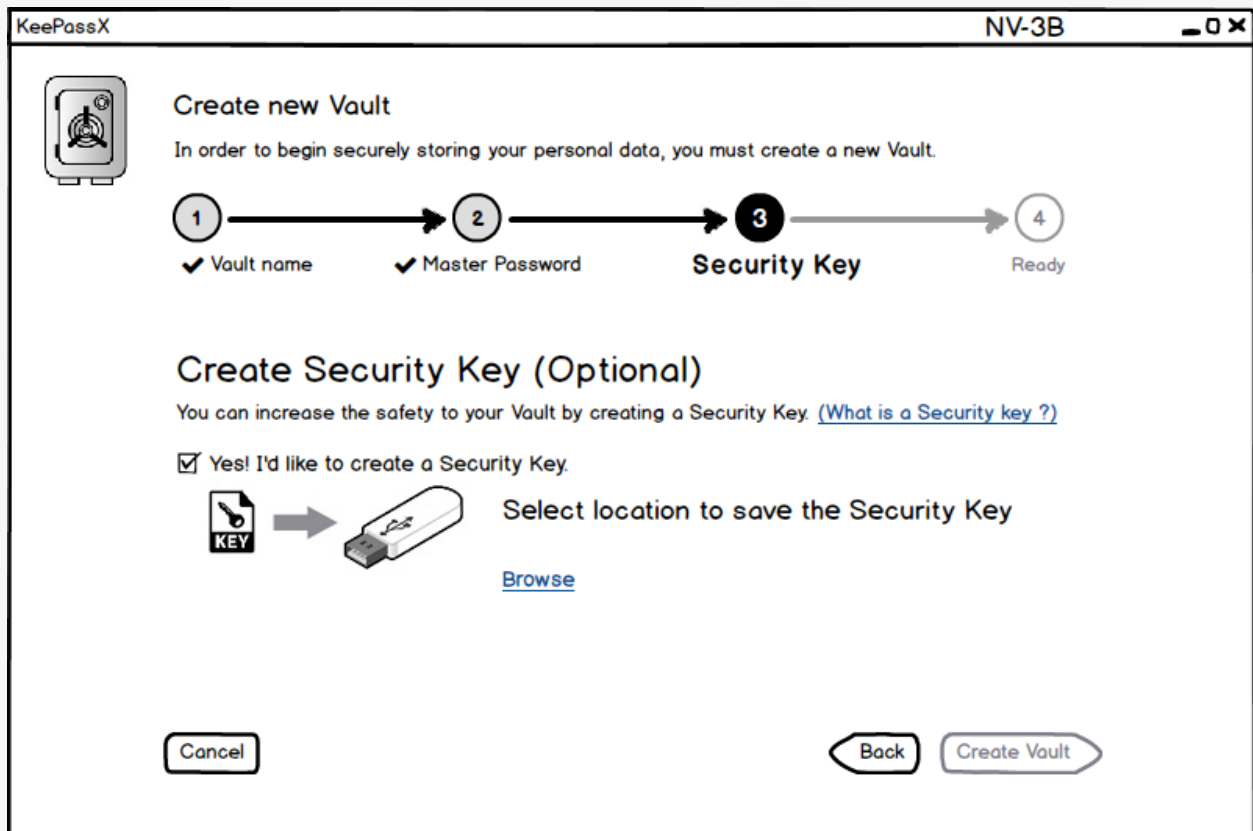 KeePassX NV-3B
Create new Vault
In order to begin securely storing your personal data, you must create a new Vault.
1 2 3 4
Vault name Master Password Security Key Ready
Create Security Key (Optional)
You can increase the safety to your Vault by creating a Security Key. (What is a Security key ?)
Yes! I'd like to create a Security Key.
KEY
Select location to save the Security Key
Browse
Cancel Back Create Vault